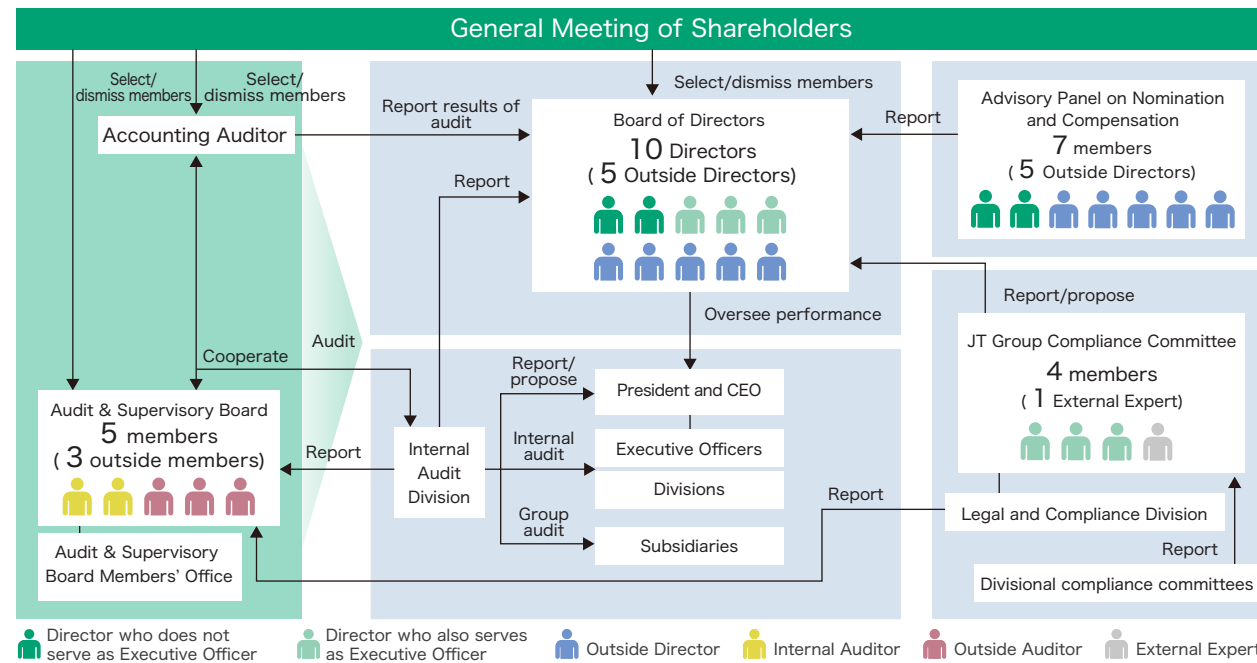 General Meeting of Shareholders
Select/
dismiss members
Select/
dismiss members
Accounting Auditor
Report results of
audit
Select/dismiss members
Board of Directors
10 Directors
( 5 Outside Directors)
Report
Advisory Panel on Nomination
and Compensation
7 members
( 5 Outside Directors)
Report
Oversee performance
Report/propose
Cooperate
Audit
Report/
propose
President and CEO
JT Group Compliance Committee
4 members
( 1 External Expert)
Audit & Supervisory Board
5 members
( 3 outside members)
Report
Internal
Audit
Division
Internal
audit
Executive Officers
Divisions
Group
audit
Subsidiaries
Report
Legal and Compliance Division
Report
Divisional compliance committees
Audit & Supervisory
Board Members’ Office
Director who does not
serve as Executive Officer
Director who also serves
as Executive Officer
Outside Director
Internal Auditor
Outside Auditor
External Expert